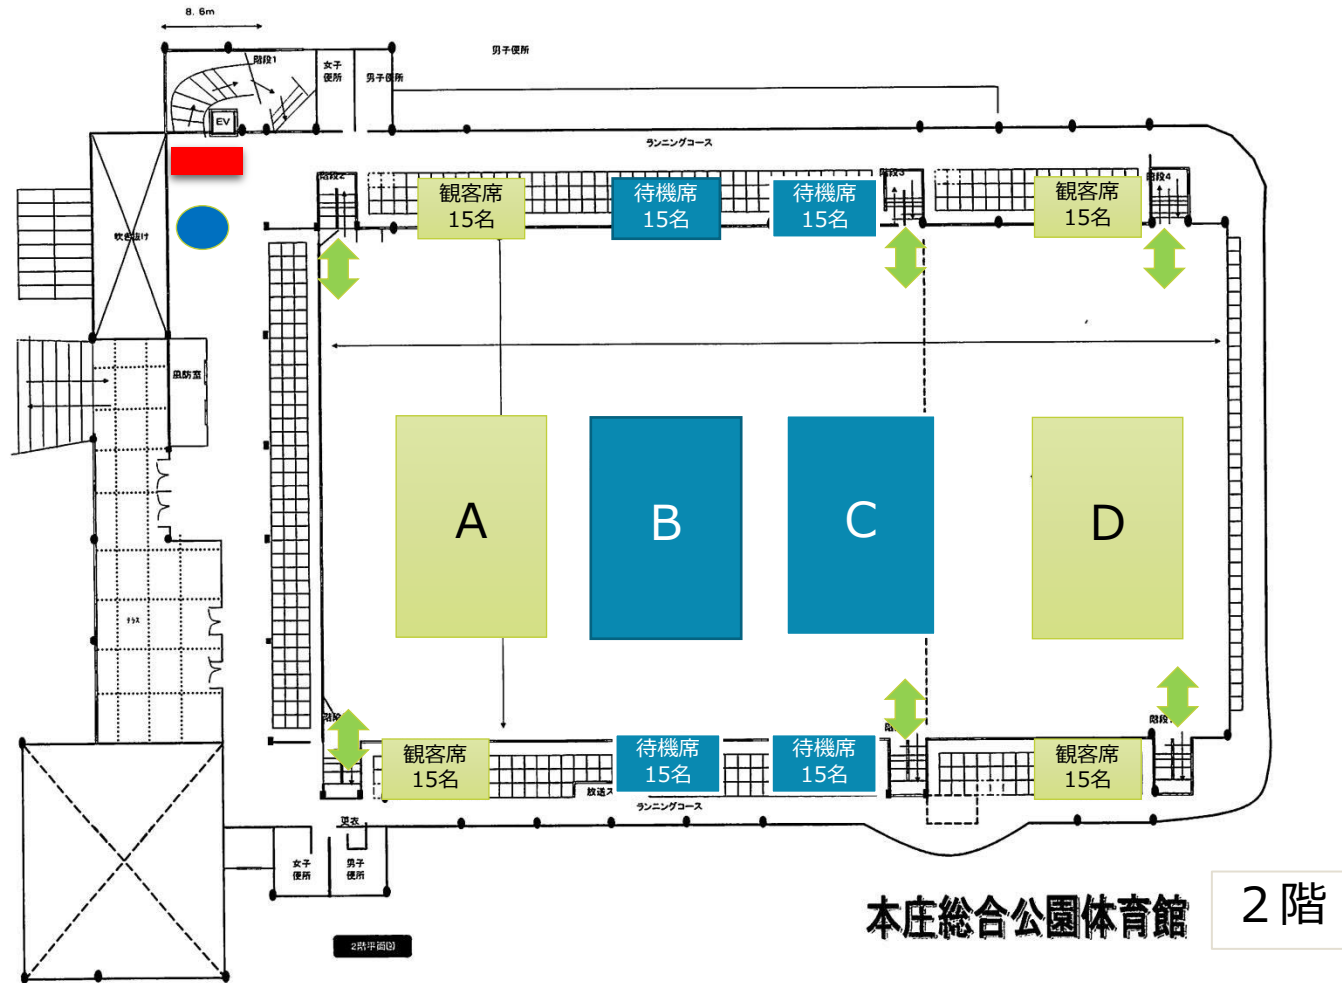 8.6m
男子便所
階段1
女子
便所
男子便所
EV
ランニングコース
階段2
階段3
階段4
観客席
15名
待機席
15名
待機席
15名
観客席
15名
吹き抜け
風防室
A
B
C
D
テラス
観客席
15名
待機席
15名
待機席
15名
観客席
15名
ランニングコース
更衣
女子
便所
男子
便所
本庄総合公園体育館
2階
2階平面図